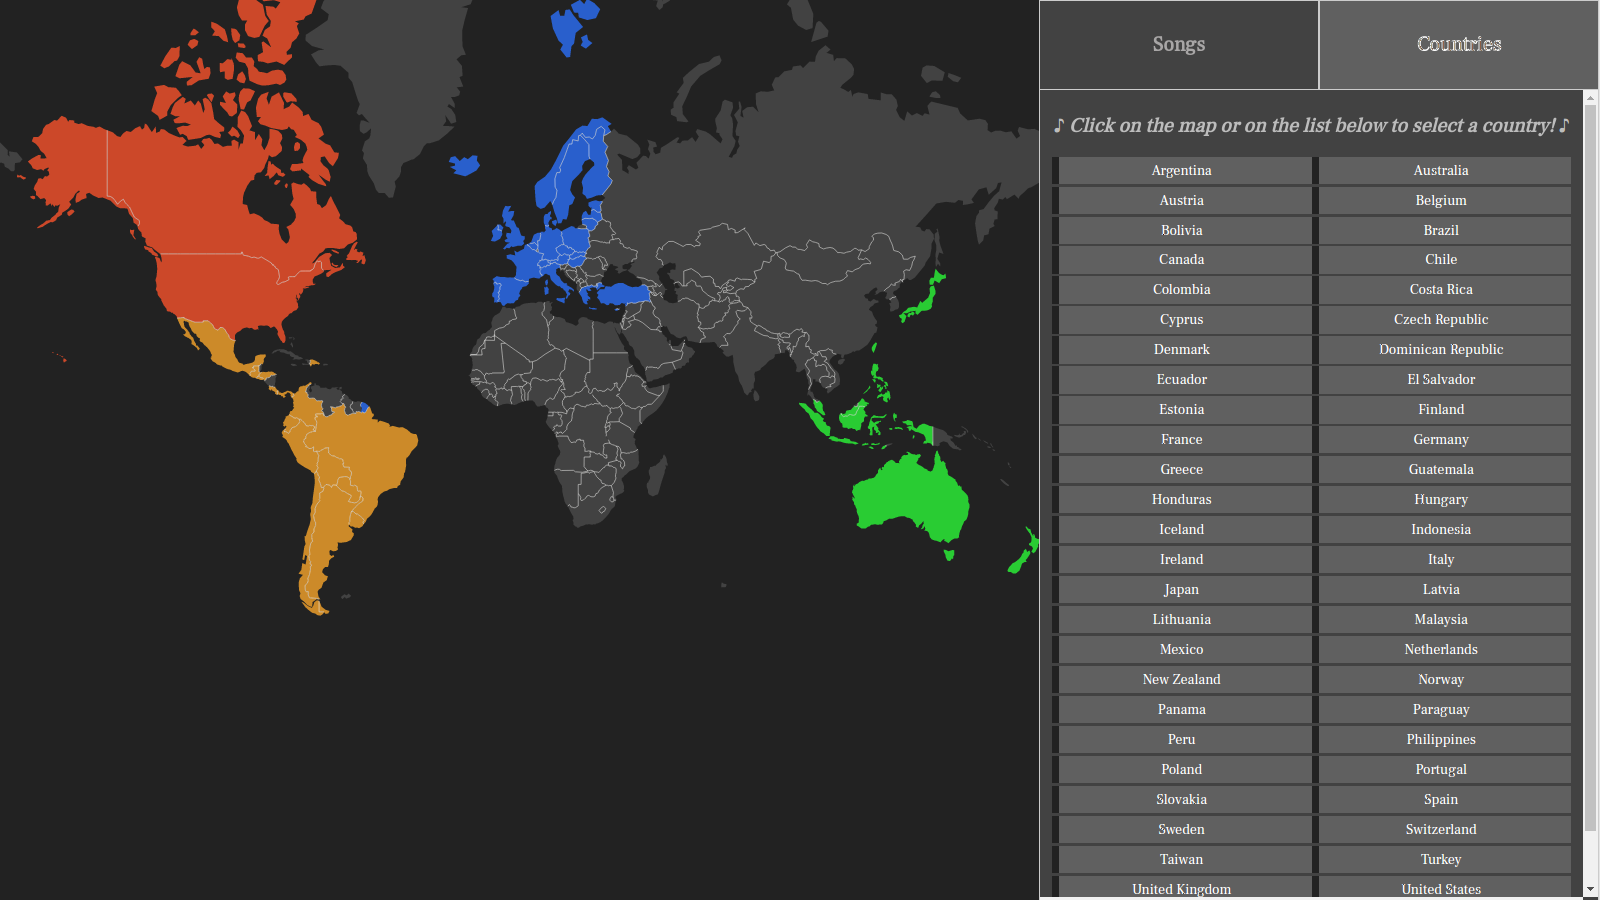 Songs Countries
♪ Click on the map or on the list below to select a country! ♪
Argentina Australia
Austria Belgium
Bolivia Brazil
Canada Chile
Colombia Costa Rica
Cyprus Czech Republic
Denmark Dominican Republic
Ecuador El Salvador
Estonia Finland
France Germany
Greece Guatemala
Honduras Hungary
Iceland Indonesia
Ireland Italy
Japan Latvia
Lithuania Malaysia
Mexico Netherlands
New Zealand Norway
Panama Paraguay
Peru Philippines
Poland Portugal
Slovakia Spain
Sweden Switzerland
Taiwan Turkey
United Kingdom United States